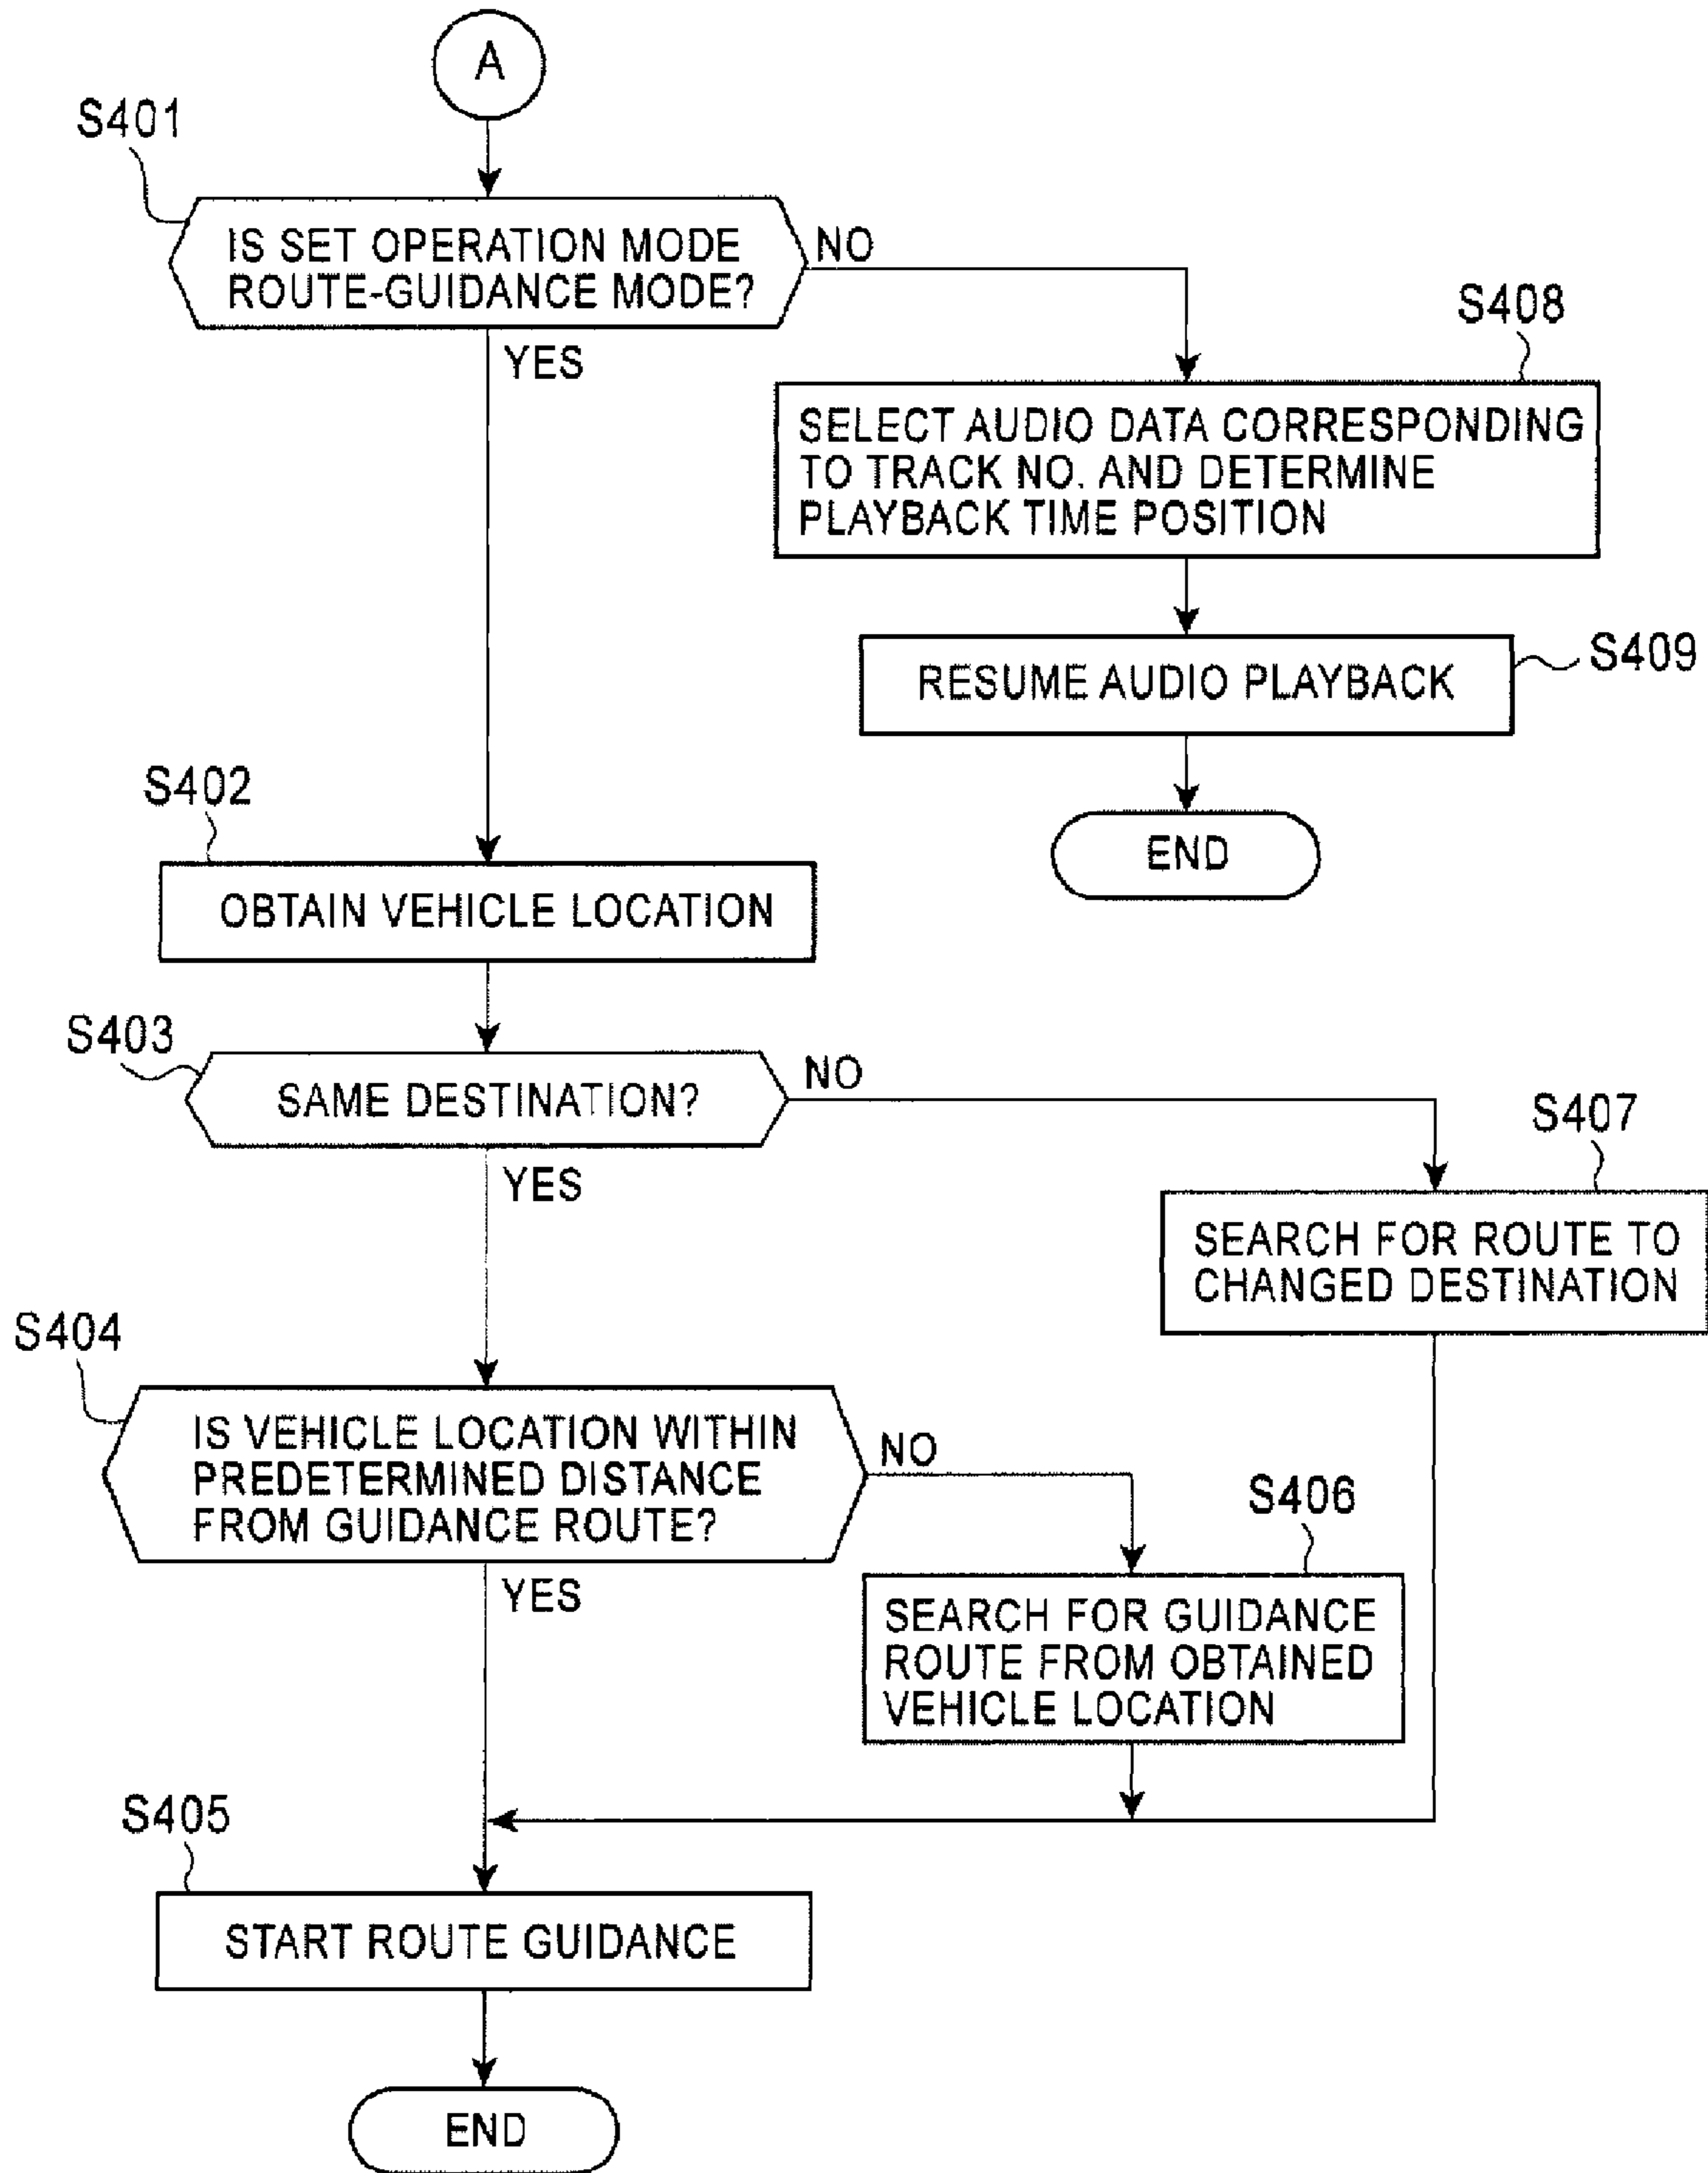 A
S401
IS SET OPERATION MODE
ROUTE-GUIDANCE MODE?
NO
YES
S408
SELECT AUDIO DATA CORRESPONDING
TO TRACK NO. AND DETERMINE
PLAYBACK TIME POSITION
S409
RESUME AUDIO PLAYBACK
END
S402
OBTAIN VEHICLE LOCATION
S403
SAME DESTINATION?
NO
YES
S407
SEARCH FOR ROUTE TO
CHANGED DESTINATION
S404
IS VEHICLE LOCATION WITHIN
PREDETERMINED DISTANCE
FROM GUIDANCE ROUTE?
NO
YES
S406
SEARCH FOR GUIDANCE
ROUTE FROM OBTAINED
VEHICLE LOCATION
S405
START ROUTE GUIDANCE
END